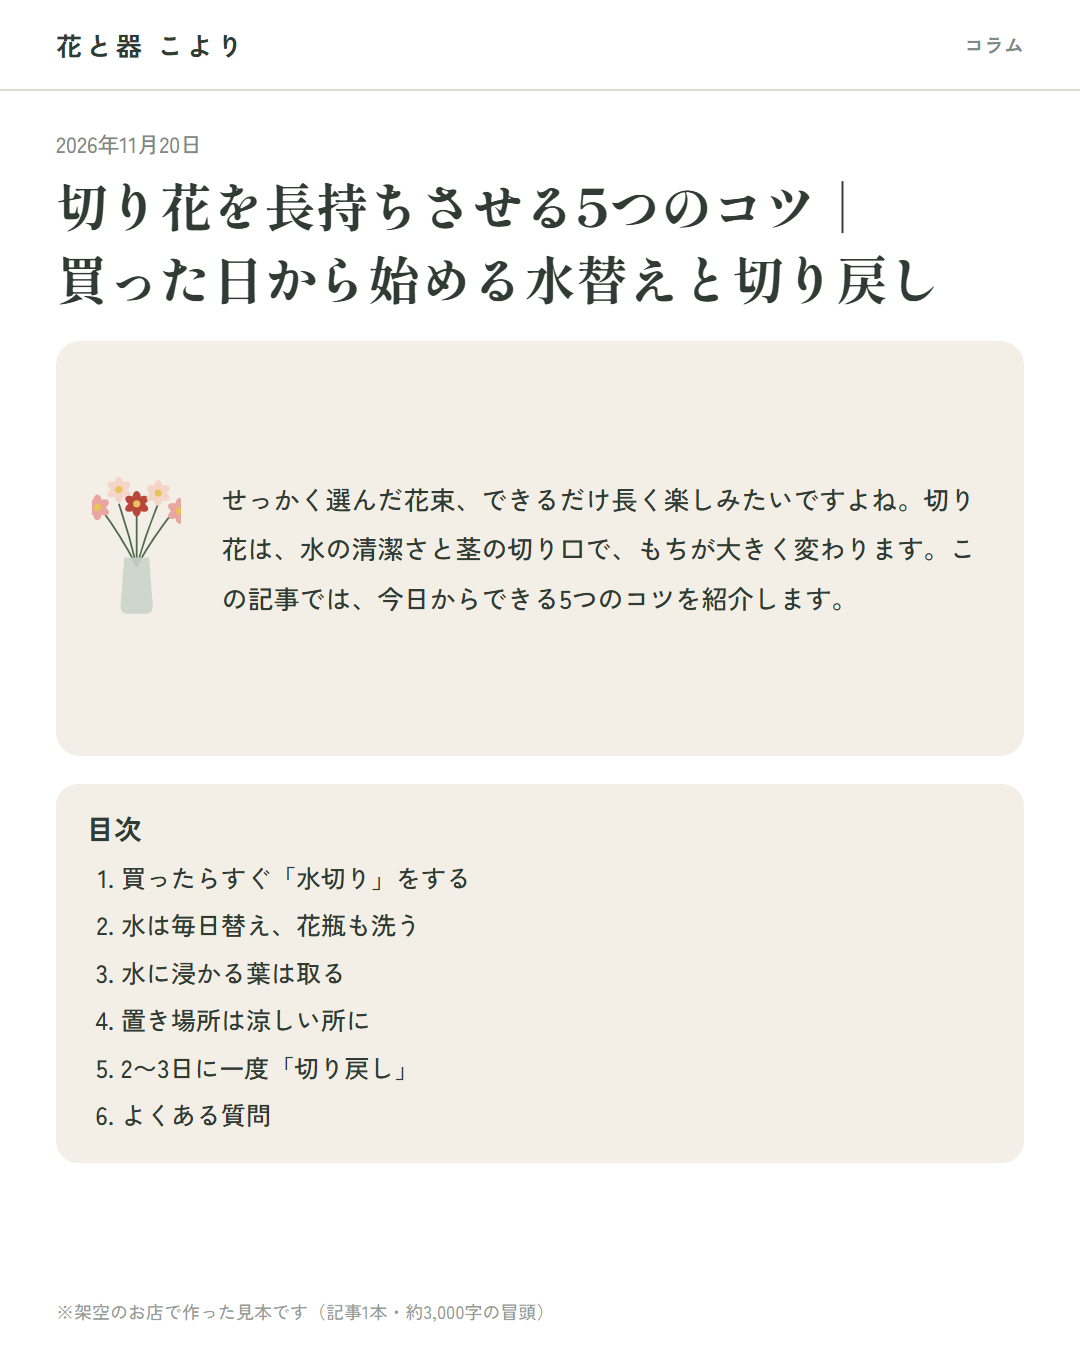 花と器 こより
コラム
2026年11月20日
切り花を長持ちさせる5つのコツ｜
買った日から始める水替えと切り戻し
せっかく選んだ花束、できるだけ長く楽しみたいですよね。切り
花は、水の清潔さと茎の切り口で、もちが大きく変わります。こ
の記事では、今日からできる5つのコツを紹介します。
目次
1. 買ったらすぐ「水切り」をする
2. 水は毎日替え、花瓶も洗う
3. 水に浸かる葉は取る
4. 置き場所は涼しい所に
5. 2〜3日に一度「切り戻し」
6. よくある質問
※架空のお店で作った見本です（記事1本・約3,000字の冒頭）